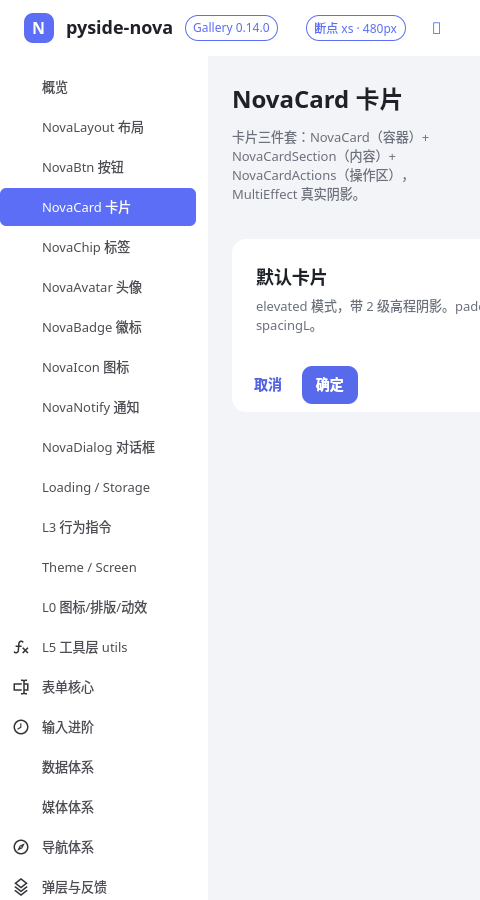 N pyside-nova Gallery 0.14.0 断点 xs · 480px
概览
NovaLayout 布局
NovaBtn 按钮
NovaCard 卡片
NovaChip 标签
NovaAvatar 头像
NovaBadge 徽标
NovaIcon 图标
NovaNotify 通知
NovaDialog 对话框
Loading / Storage
L3 行为指令
Theme / Screen
L0 图标/排版/动效
L5 工具层 utils
表单核心
输入进阶
数据体系
媒体体系
导航体系
弹层与反馈
NovaCard 卡片
卡片三件套：NovaCard（容器）+
NovaCardSection（内容）+
NovaCardActions（操作区），
MultiEffect 真实阴影。
默认卡片
elevated 模式，带 2 级高程阴影。
spacingL。
取消 确定